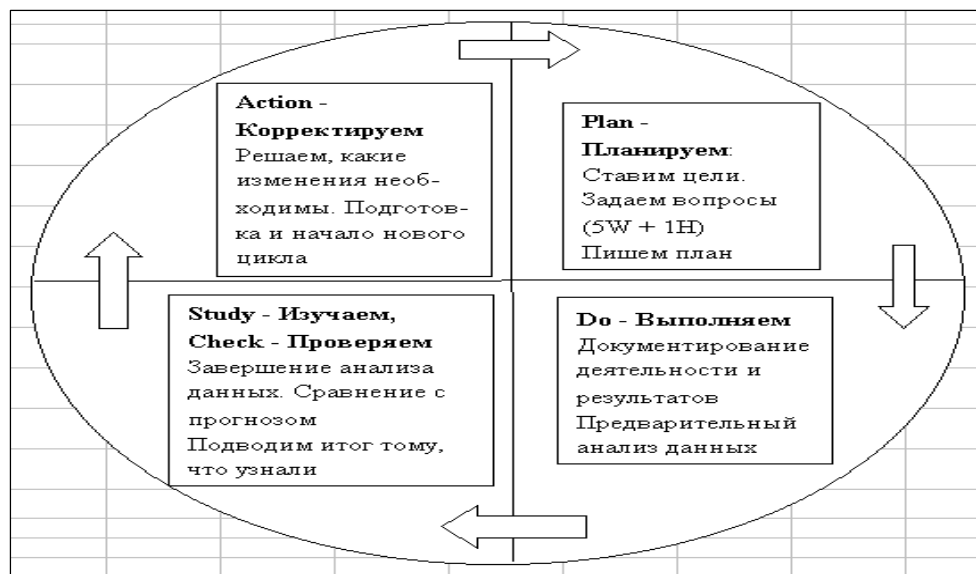 Action -
Корректируем
Решаем, какие
изменения необ-
ходимы. Подготов-
ка и начало нового
цикла
Plan -
Планируем:
Ставим цели.
Задаем вопросы
(5W + 1H)
Пишем план
Study - Изучаем,
Check - Проверяем
Завершение анализа
данных. Сравнение с
прогнозом
Подводим итог тому,
что узнали
Do - Выполняем
Документирование
деятельности и
результатов
Предварительный
анализ данных